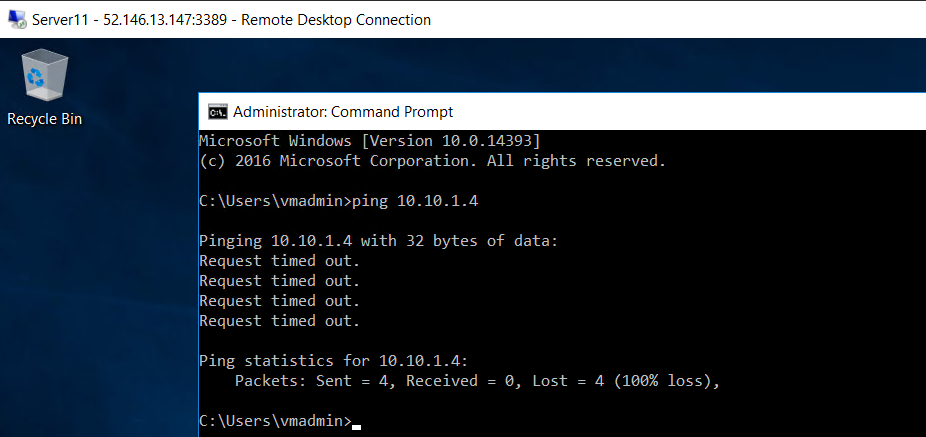 Server11 - 52.146.13.147:3389 - Remote Desktop Connection
Recycle Bin
Administrator: Command Prompt
Microsoft Windows [Version 10.0.14393]
(c) 2016 Microsoft Corporation. All rights reserved.
C:\Users\vmadmin>ping 10.10.1.4
Pinging 10.10.1.4 with 32 bytes of data:
Request timed out.
Request timed out.
Request timed out.
Request timed out.
Ping statistics for 10.10.1.4:
    Packets: Sent = 4, Received = 0, Lost = 4 (100% loss),
C:\Users\vmadmin>